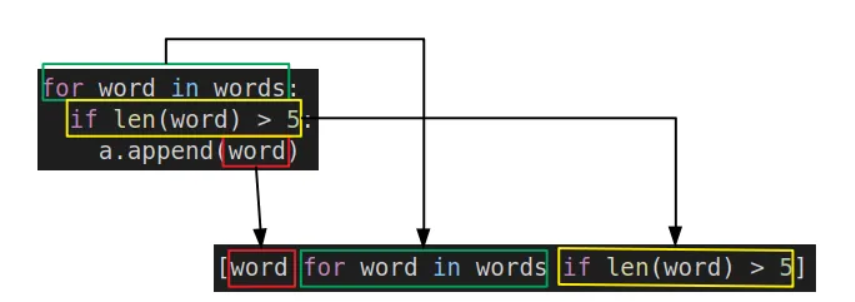 for word in words:
if len(word) > 5:
a.append(word)
[word for word in words if len(word) > 5]